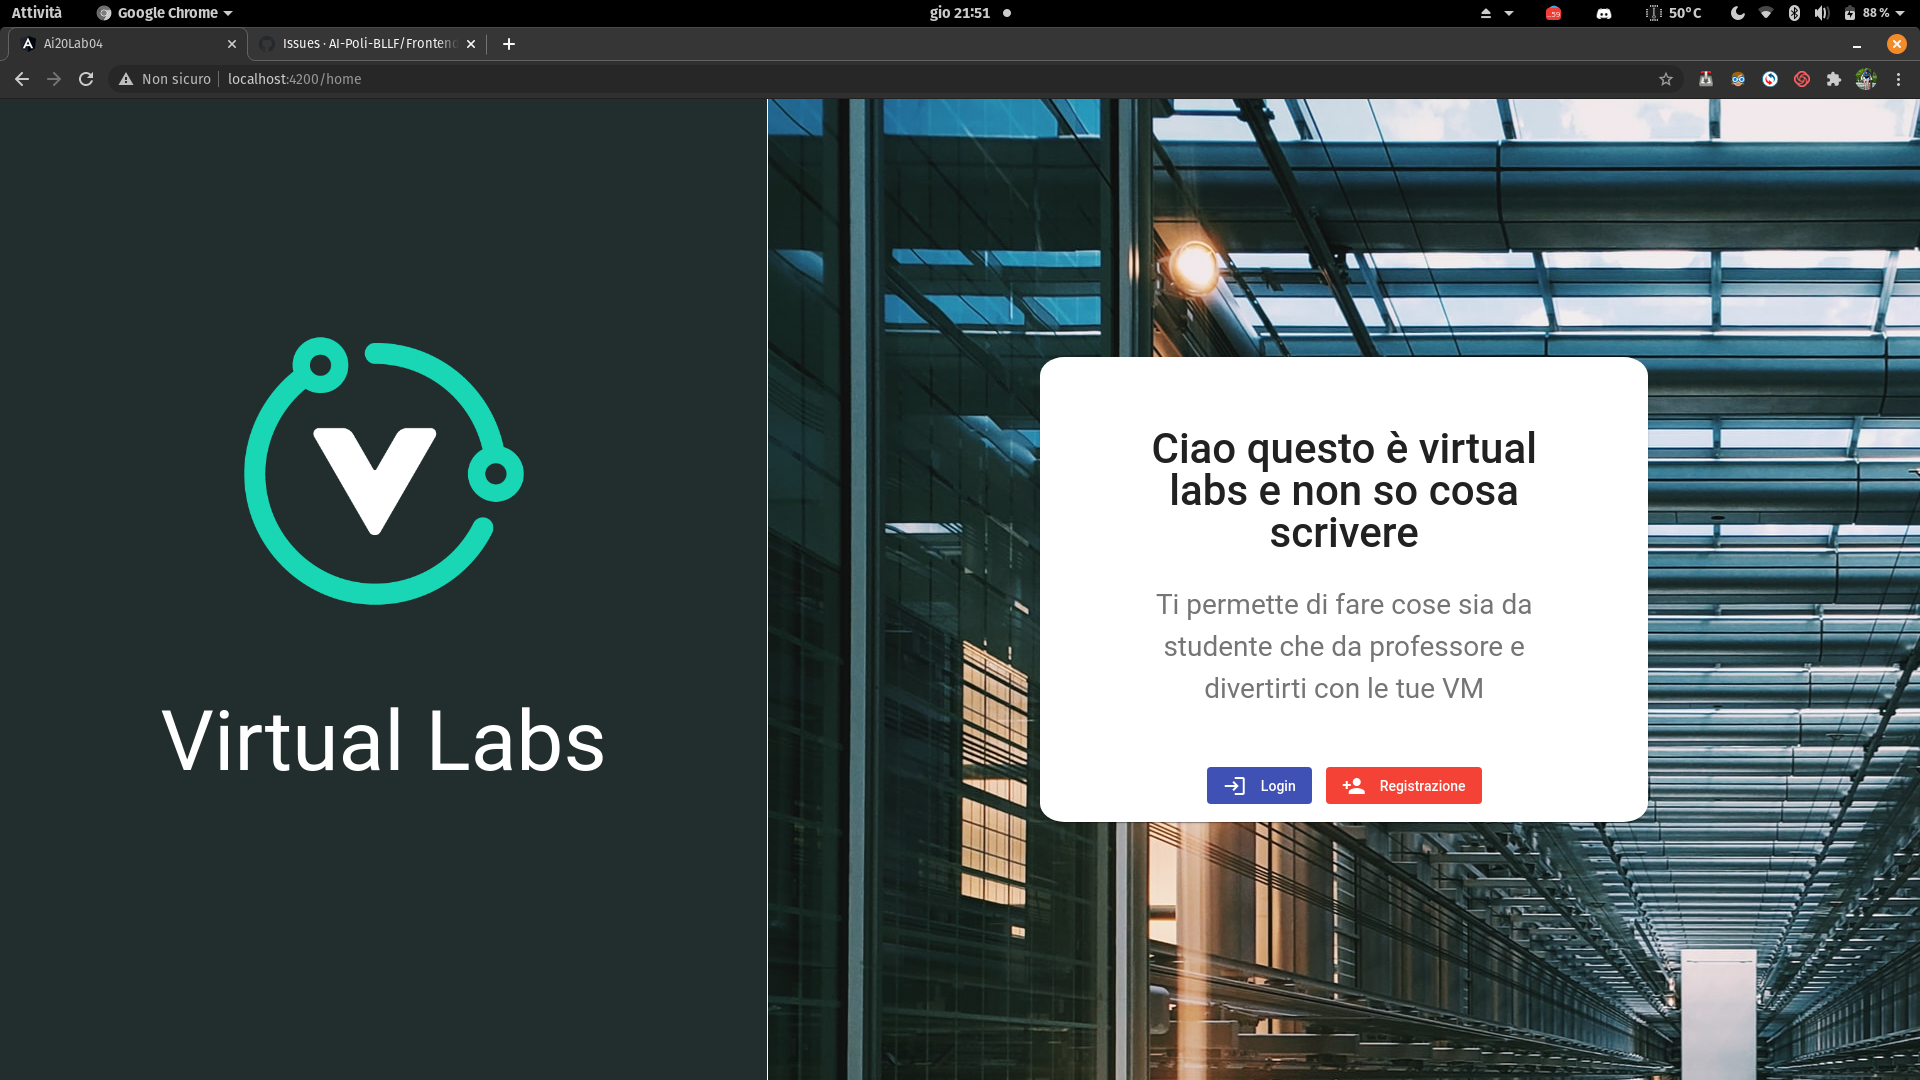 Attività
Google Chrome
gio 21:51
50°C
88 %
Ai20Lab04
Issues · AI-Poli-BLLF/Frontend
Non sicuro
localhost:4200/home
V
Virtual Labs
Ciao questo è virtual
labs e non so cosa
scrivere
Ti permette di fare cose sia da
studente che da professore e
divertirti con le tue VM
Login
Registrazione